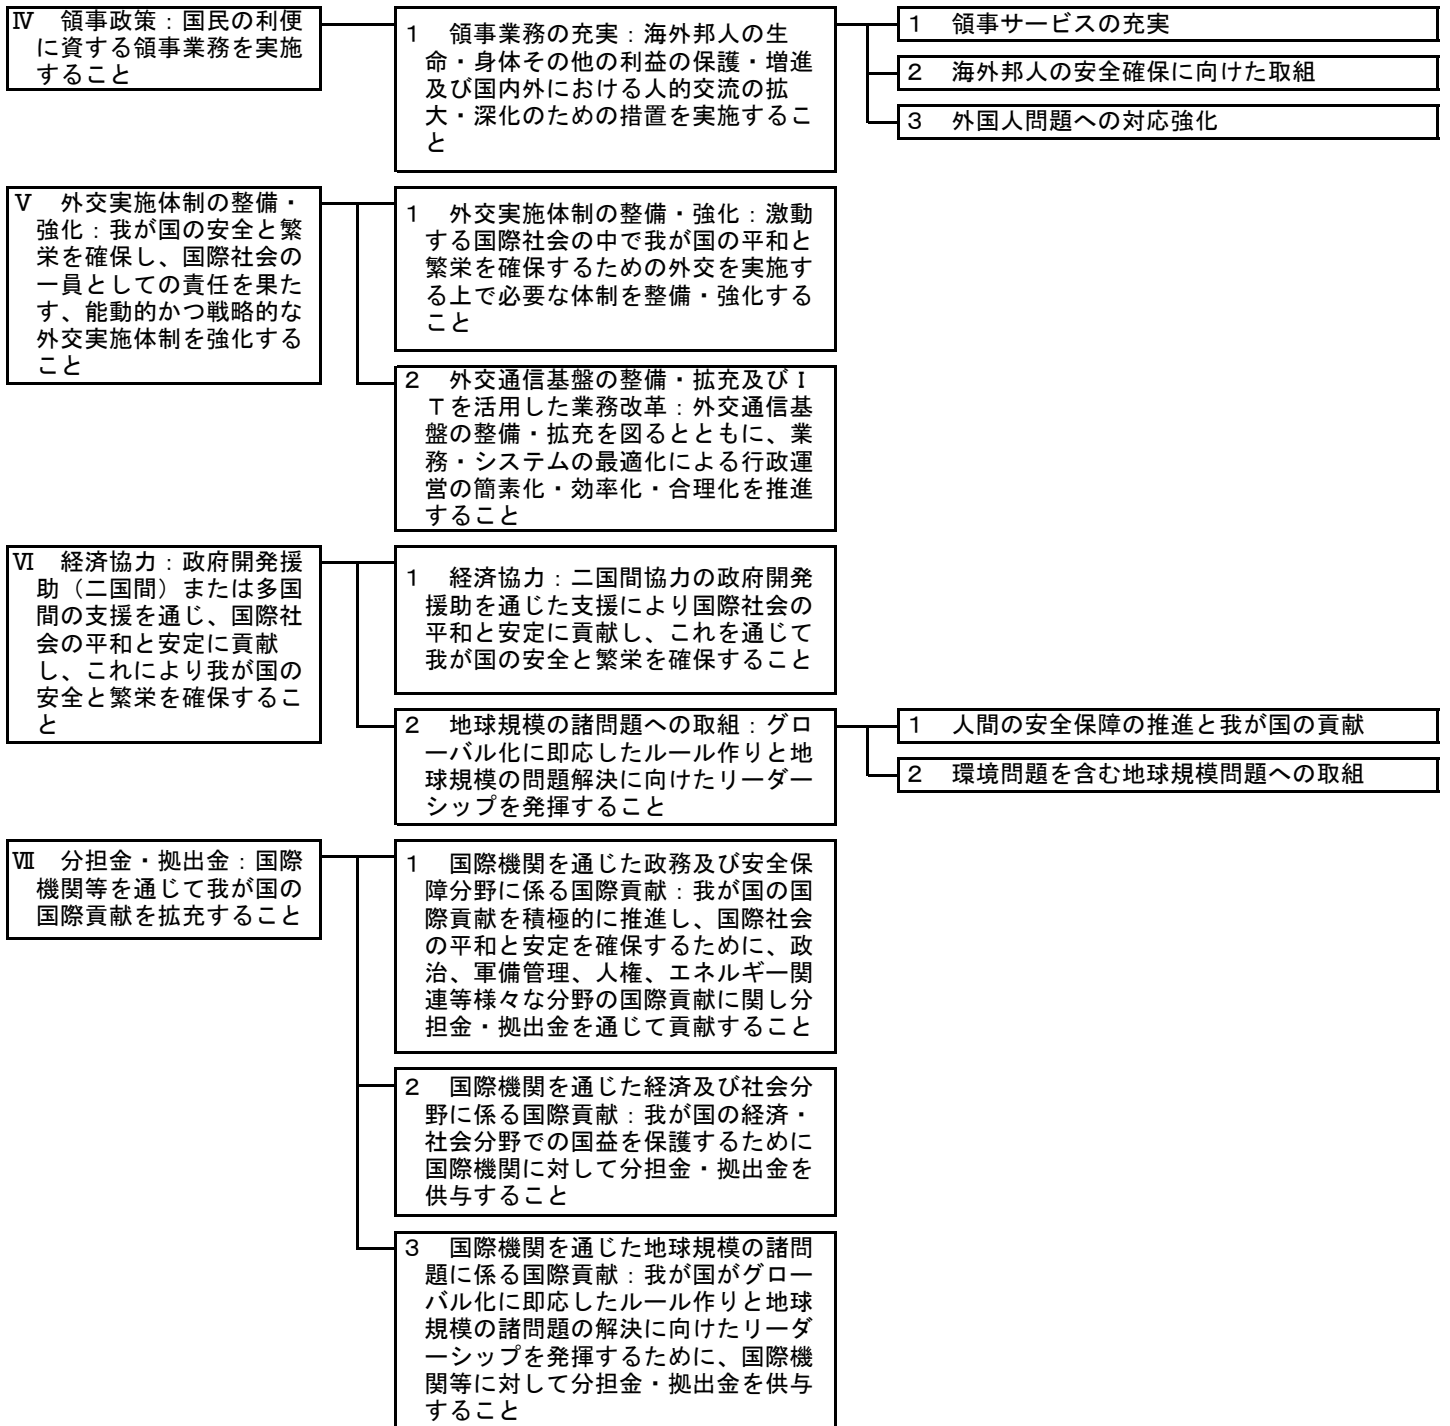 Ⅳ　領事政策：国民の利便
に資する領事業務を実施
すること
1　領事業務の充実：海外邦人の生
命・身体その他の利益の保護・増進
及び国内外における人的交流の拡
大・深化のための措置を実施するこ
と
1　領事サービスの充実
2　海外邦人の安全確保に向けた取組
3　外国人問題への対応強化
Ⅴ　外交実施体制の整備・
強化：我が国の安全と繁
栄を確保し、国際社会の
一員としての責任を果た
す、能動的かつ戦略的な
外交実施体制を強化する
こと
1　外交実施体制の整備・強化：激動
する国際社会の中で我が国の平和と
繁栄を確保するための外交を実施す
る上で必要な体制を整備・強化する
こと
2　外交通信基盤の整備・拡充及びI
Tを活用した業務改革：外交通信基
盤の整備・拡充を図るとともに、業
務・システムの最適化による行政運
営の簡素化・効率化・合理化を推進
すること
Ⅵ　経済協力：政府開発援
助（二国間）または多国
間の支援を通じ、国際社
会の平和と安定に貢献
し、これにより我が国の
安全と繁栄を確保するこ
と
1　経済協力：二国間協力の政府開発
援助を通じた支援により国際社会の
平和と安定に貢献し、これを通じて
我が国の安全と繁栄を確保すること
2　地球規模の諸問題への取組：グロ
ーバル化に即応したルール作りと地
球規模の問題解決に向けたリーダー
シップを発揮すること
1　人間の安全保障の推進と我が国の貢献
2　環境問題を含む地球規模問題への取組
Ⅶ　分担金・拠出金：国際
機関等を通じて我が国の
国際貢献を拡充すること
1　国際機関を通じた政務及び安全保
障分野に係る国際貢献：我が国の国
際貢献を積極的に推進し、国際社会
の平和と安定を確保するために、政
治、軍備管理、人権、エネルギー関
連等様々な分野の国際貢献に関し分
担金・拠出金を通じて貢献すること
2　国際機関を通じた経済及び社会分
野に係る国際貢献：我が国の経済・
社会分野での国益を保護するために
国際機関に対して分担金・拠出金を
供与すること
3　国際機関を通じた地球規模の諸問
題に係る国際貢献：我が国がグロー
バル化に即応したルール作りと地球
規模の諸問題の解決に向けたリーダ
ーシップを発揮するために、国際機
関等に対して分担金・拠出金を供与
すること